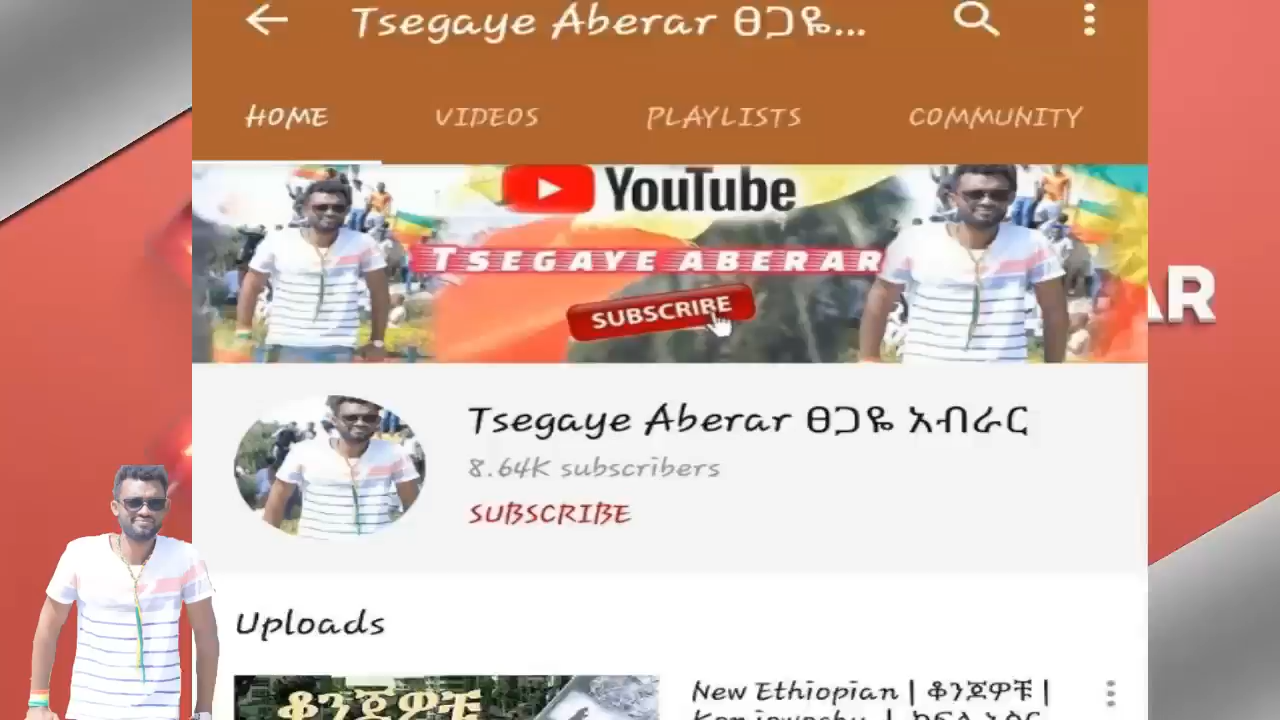 Tsegaye Aberar ፀጋዬ...
HOME VIDEOS PLAYLISTS COMMUNITY
YouTube
TSEGAYE ABERAR
SUBSCRIBE
AR
Tsegaye Aberar ፀጋዬ አብራር
8.64K subscribers
SUBSCRIBE
Uploads
ቆንጆዎቹ
New Ethiopian | ቆንጆዎቹ |